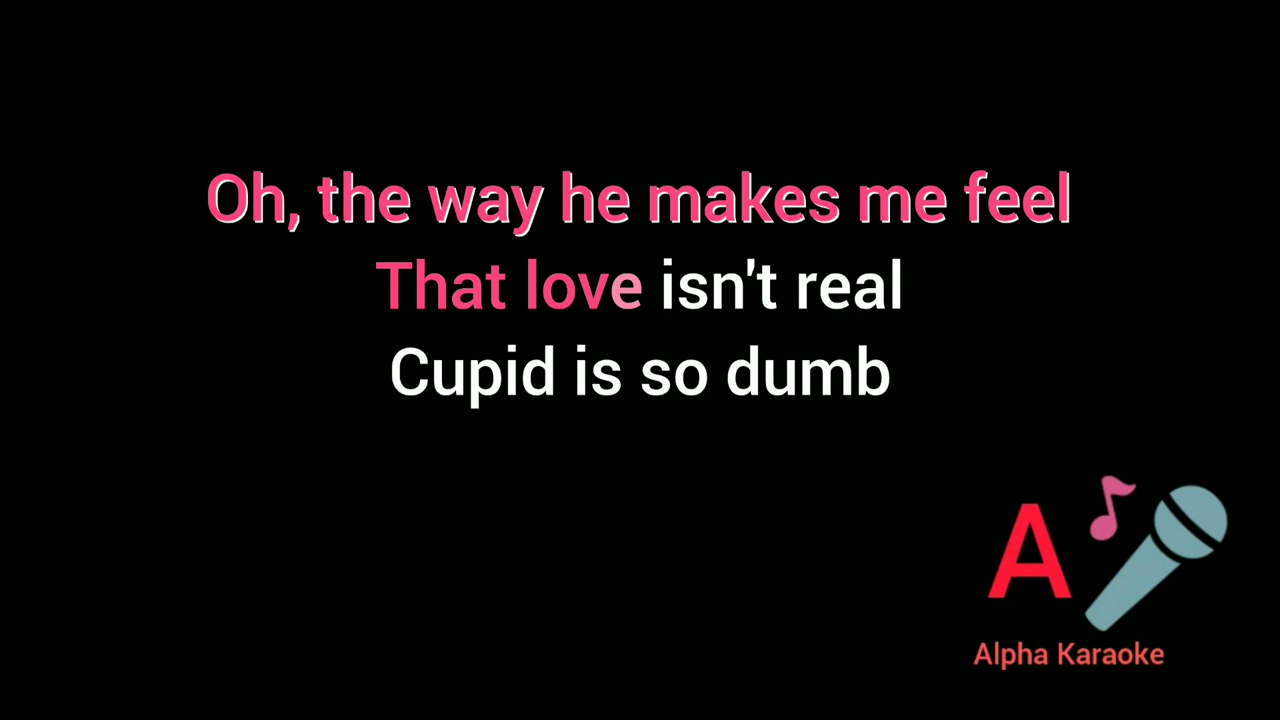 Oh, the way he makes me feel
That love isn't real
Cupid is so dumb
A
Alpha Karaoke